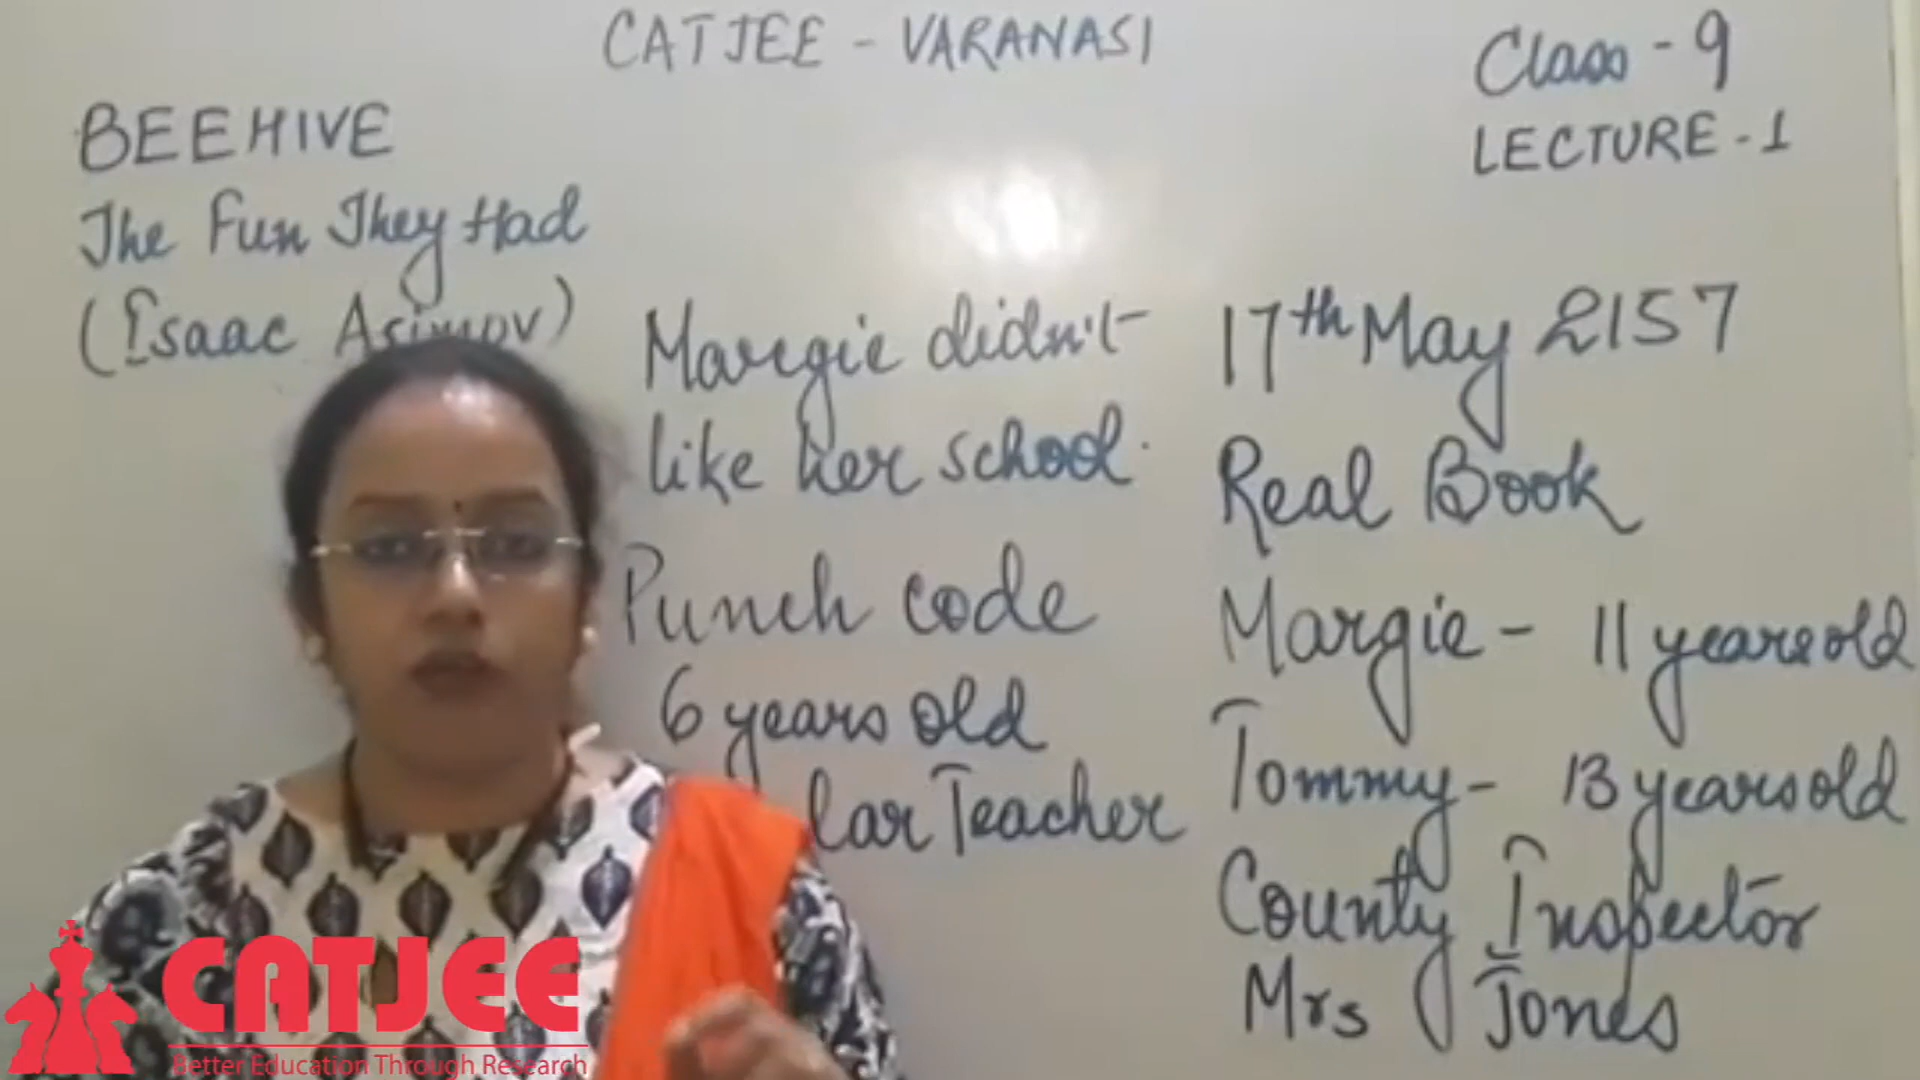 CATJEE - VARANASI
Class - 9
LECTURE - 1
BEEHIVE
The Fun They Had
(Isaac Asimov)
Margie didn't
like her school.
Punch code
6 years old
lar Teacher
17th May 2157
Real Book
Margie - 11 years old
Tommy - 13 years old
County Inspector
Mrs Jones
CATJEE
Better Education Through Research